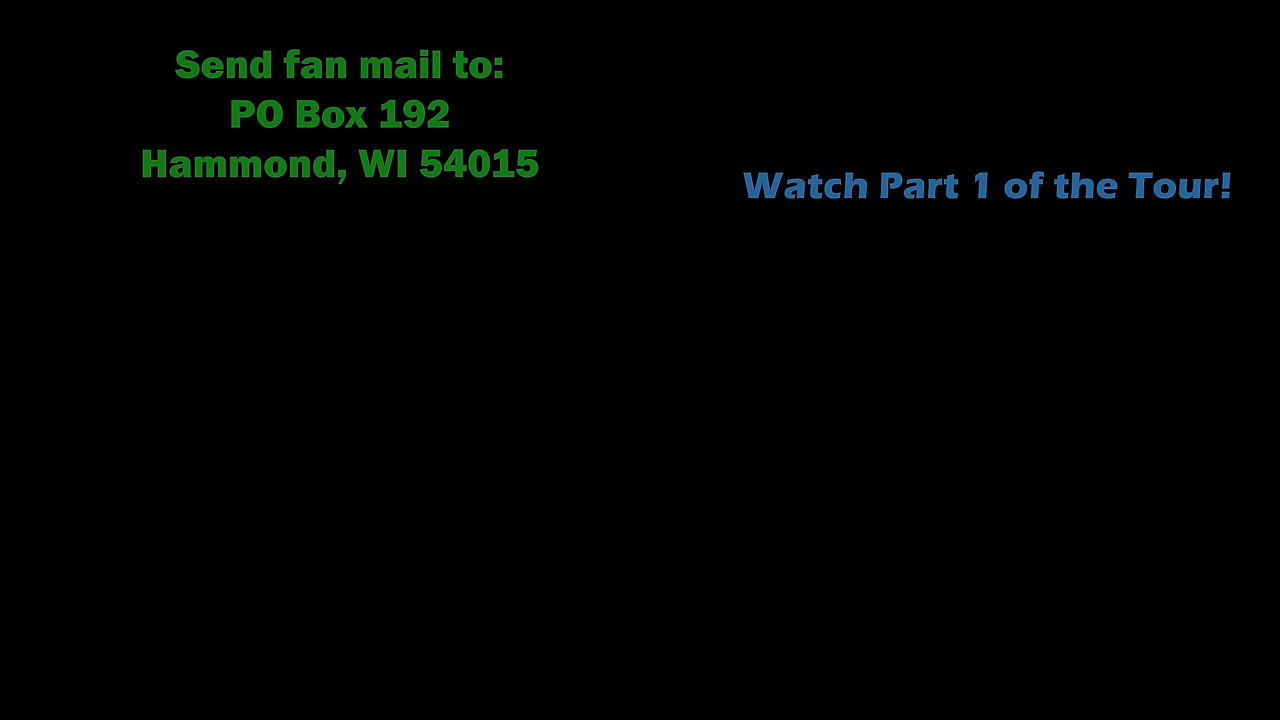 Send fan mail to:
PO Box 192
Hammond, WI 54015
Watch Part 1 of the Tour!